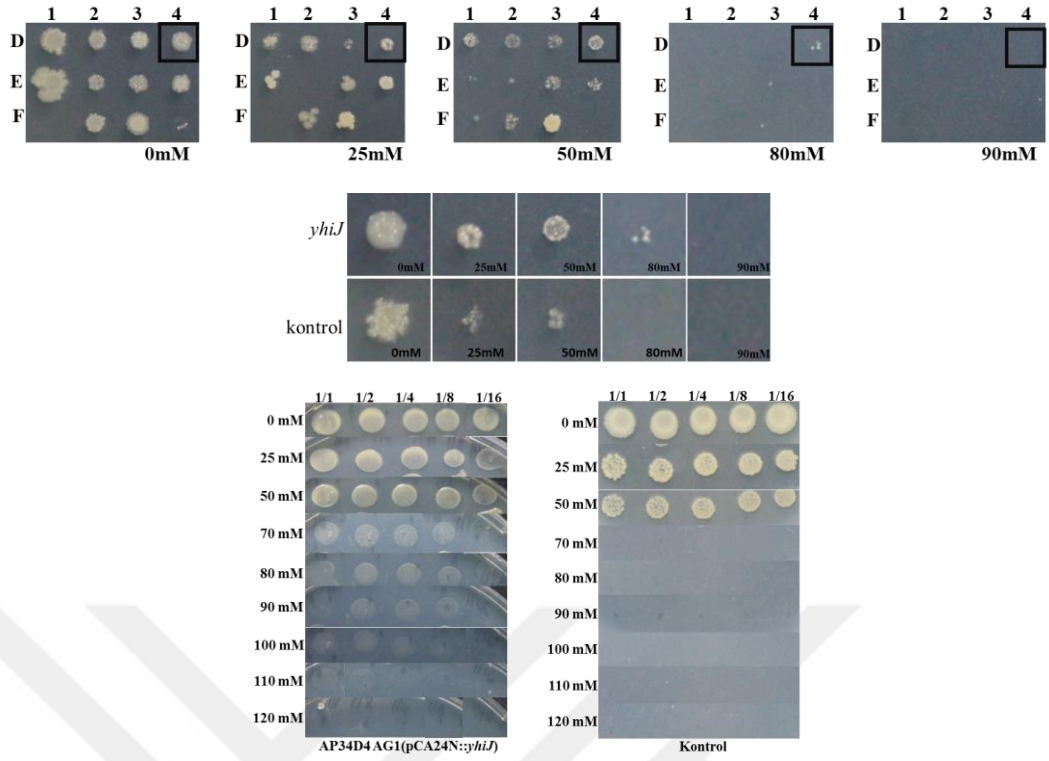 1 2 3 4 1 2 3 4 1 2 3 4 1 2 3 4 1 2 3 4
D D D D D
E E E E E
F F F F F
0mM 25mM 50mM 80mM 90mM
yhiJ
0mM 25mM 50mM 80mM 90mM
kontrol
0mM 25mM 50mM 80mM 90mM
1/1 1/2 1/4 1/8 1/16
0 mM
25 mM
50 mM
70 mM
80 mM
90 mM
100 mM
110 mM
120 mM
AP34D4 AG1(pCA24N::yhiJ)
1/1 1/2 1/4 1/8 1/16
0 mM
25 mM
50 mM
70 mM
80 mM
90 mM
100 mM
110 mM
120 mM
Kontrol